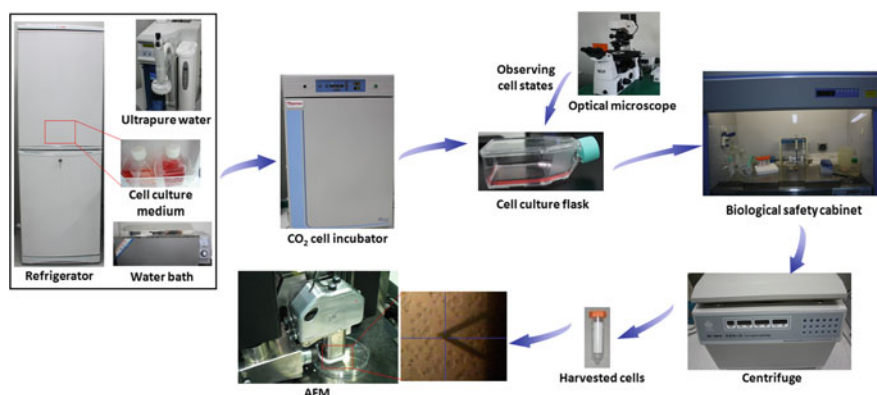 Ultrapure water
Cell culture
medium
Refrigerator
Water bath
CO₂ cell incubator
Observing
cell states
Optical microscope
Cell culture flask
Biological safety cabinet
Centrifuge
Harvested cells
AFM